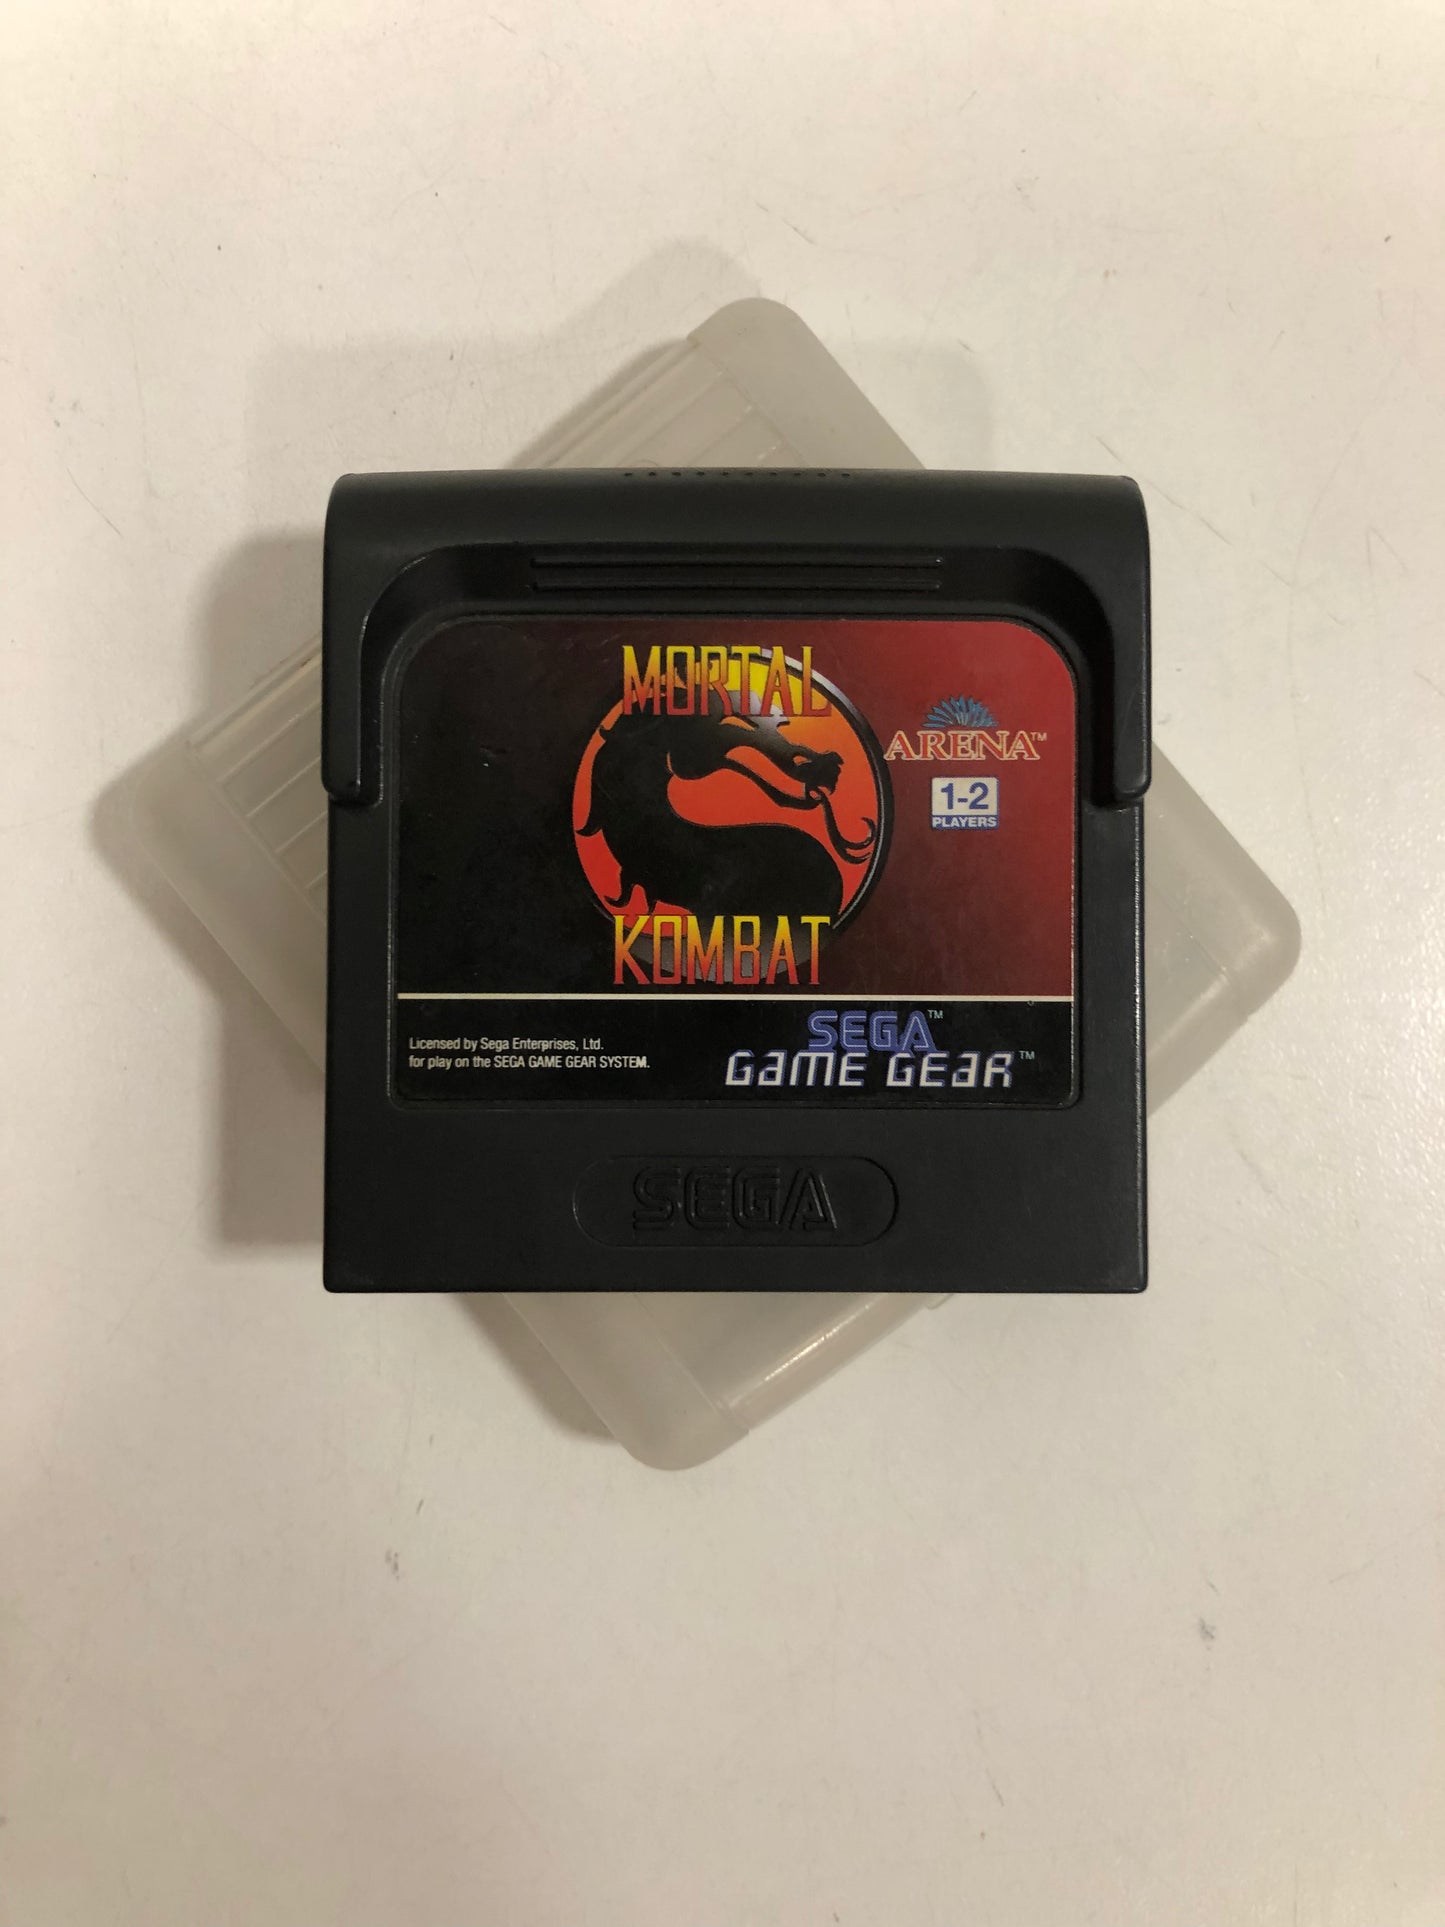 MORTAL
KOMBAT
ARENA™
1-2
PLAYERS
Licensed by Sega Enterprises, Ltd.
for play on the SEGA GAME GEAR SYSTEM.
SEGA™
GAME GEAR™
SEGA